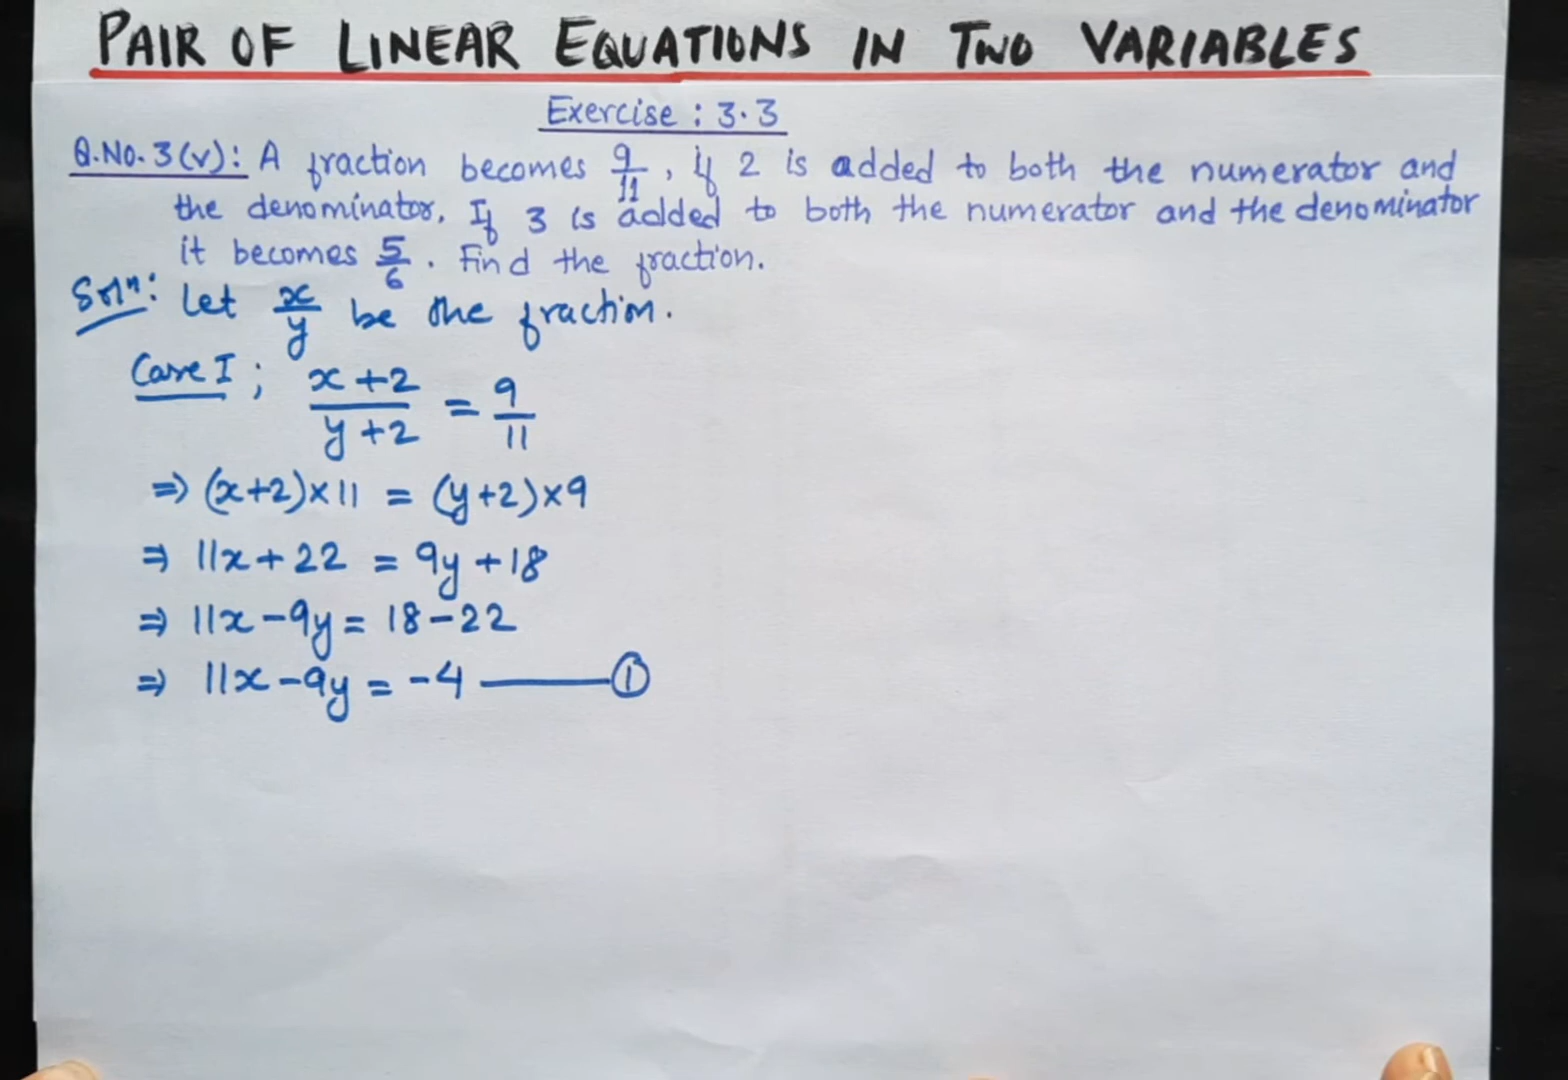 PAIR OF LINEAR EQUATIONS IN TWO VARIABLES
Exercise : 3.3
Q.No. 3(v): A fraction becomes 9/11, if 2 is added to both the numerator and
the denominator. If 3 is added to both the numerator and the denominator
it becomes 5/6. Find the fraction.
Solⁿ: Let x/y be the fraction.
Case I ; (x+2)/(y+2) = 9/11
⇒ (x+2)×11 = (y+2)×9
⇒ 11x+22 = 9y+18
⇒ 11x-9y = 18-22
⇒ 11x-9y = -4 ——— ①